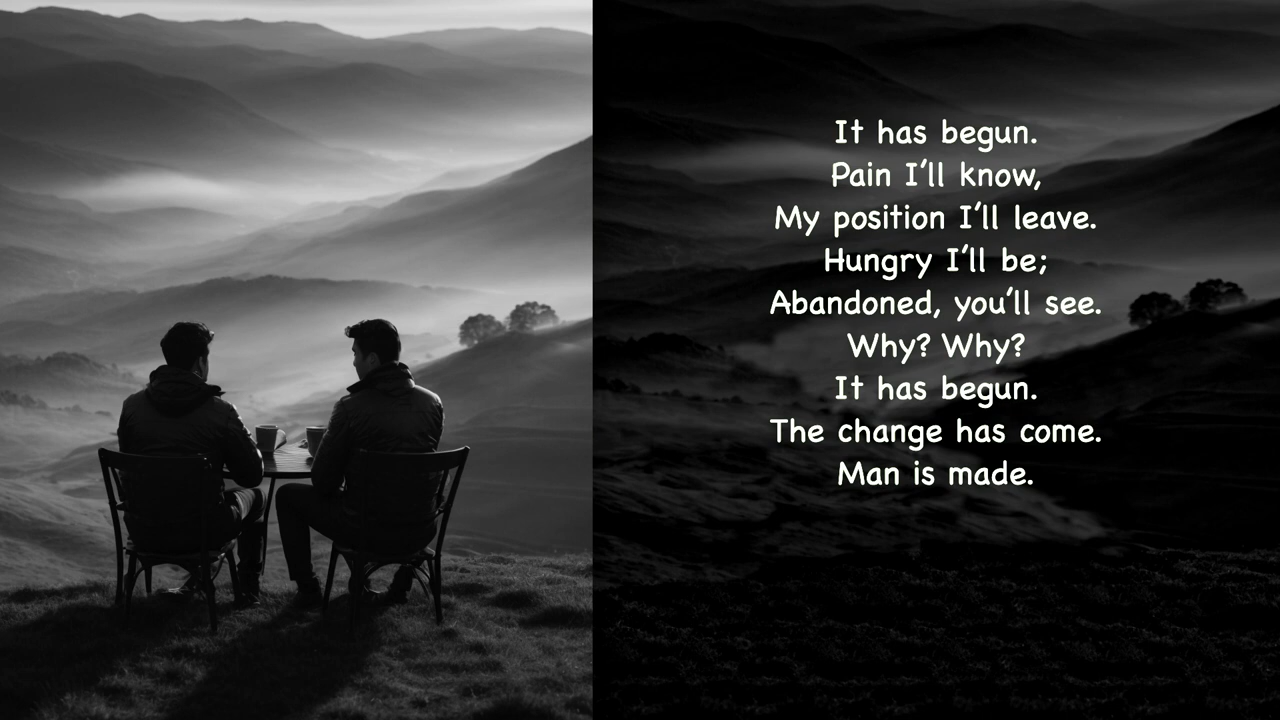 It has begun.
Pain I'll know,
My position I'll leave.
Hungry I'll be;
Abandoned, you'll see.
Why? Why?
It has begun.
The change has come.
Man is made.